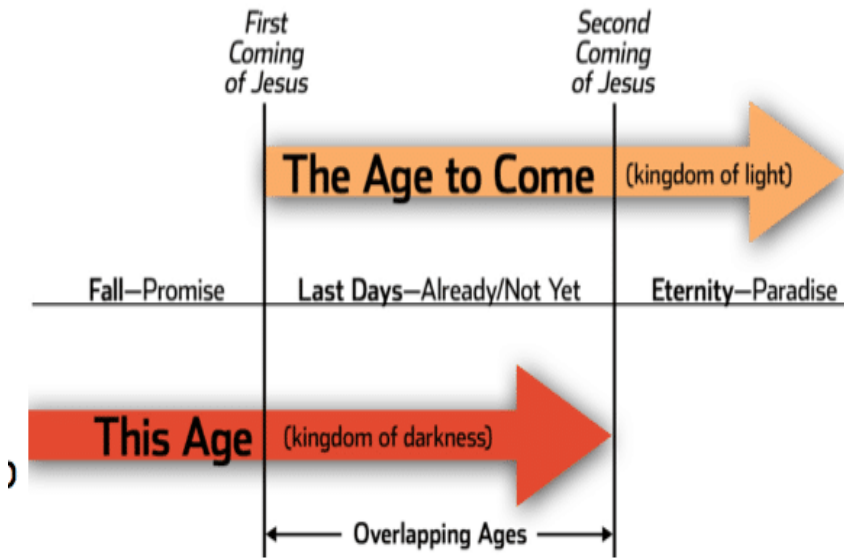 First
Coming
of Jesus
Second
Coming
of Jesus
The Age to Come (kingdom of light)
Fall—Promise
Last Days—Already/Not Yet
Eternity—Paradise
This Age (kingdom of darkness)
Overlapping Ages